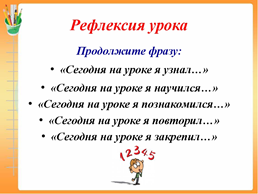 Рефлексия урока
Продолжите фразу:
• «Сегодня на уроке я узнал…»
• «Сегодня на уроке я научился…»
• «Сегодня на уроке я познакомился…»
• «Сегодня на уроке я повторил…»
• «Сегодня на уроке я закрепил…»
12345